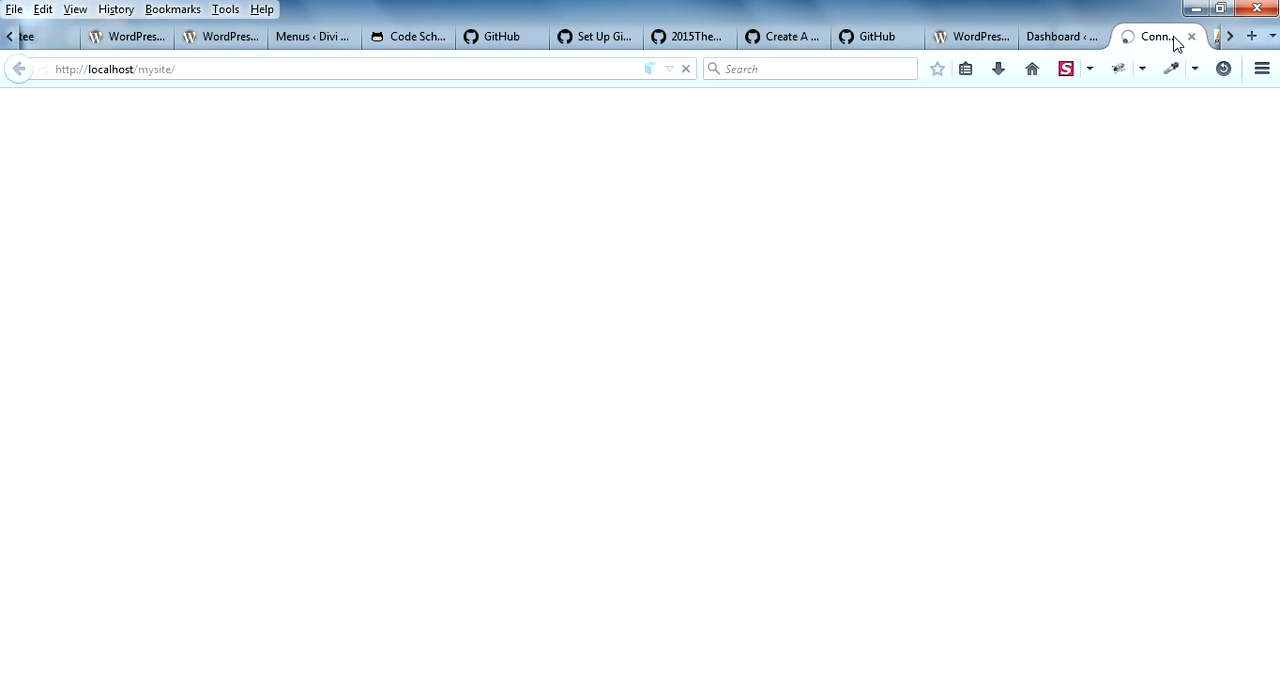 File Edit View History Bookmarks Tools Help
tee WordPres... WordPres... Menus ‹ Divi ... Code Sch... GitHub Set Up Gi... 2015The... Create A ... GitHub WordPres... Dashboard ‹ ... Conn...
http://localhost/mysite/ Search S